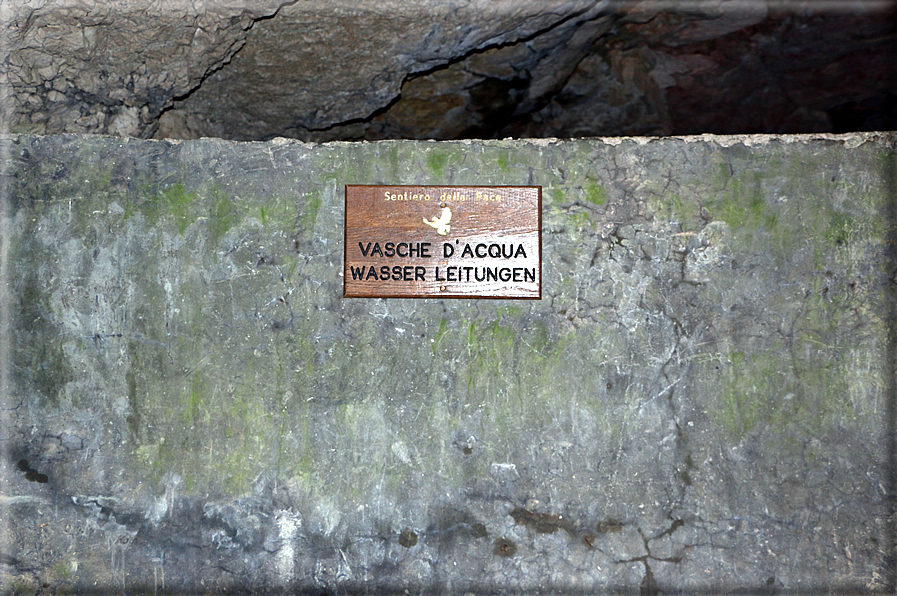 Sentiero della Pace
VASCHE D'ACQUA
WASSER LEITUNGEN